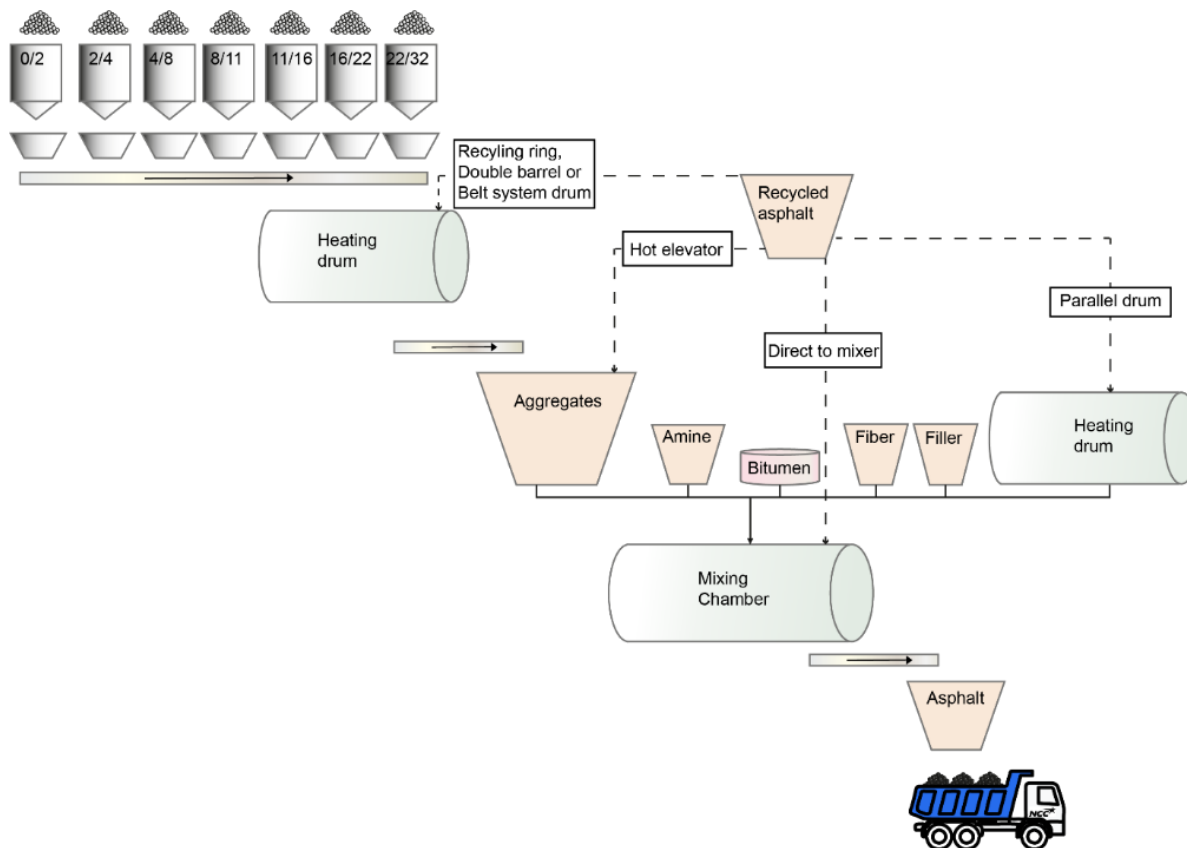 0/2
2/4
4/8
8/11
11/16
16/22
22/32
Recyling ring,
Double barrel or
Belt system drum
Recycled
asphalt
Heating
drum
Hot elevator
Parallel drum
Direct to mixer
Aggregates
Amine
Bitumen
Fiber
Filler
Heating
drum
Mixing
Chamber
Asphalt
NCC